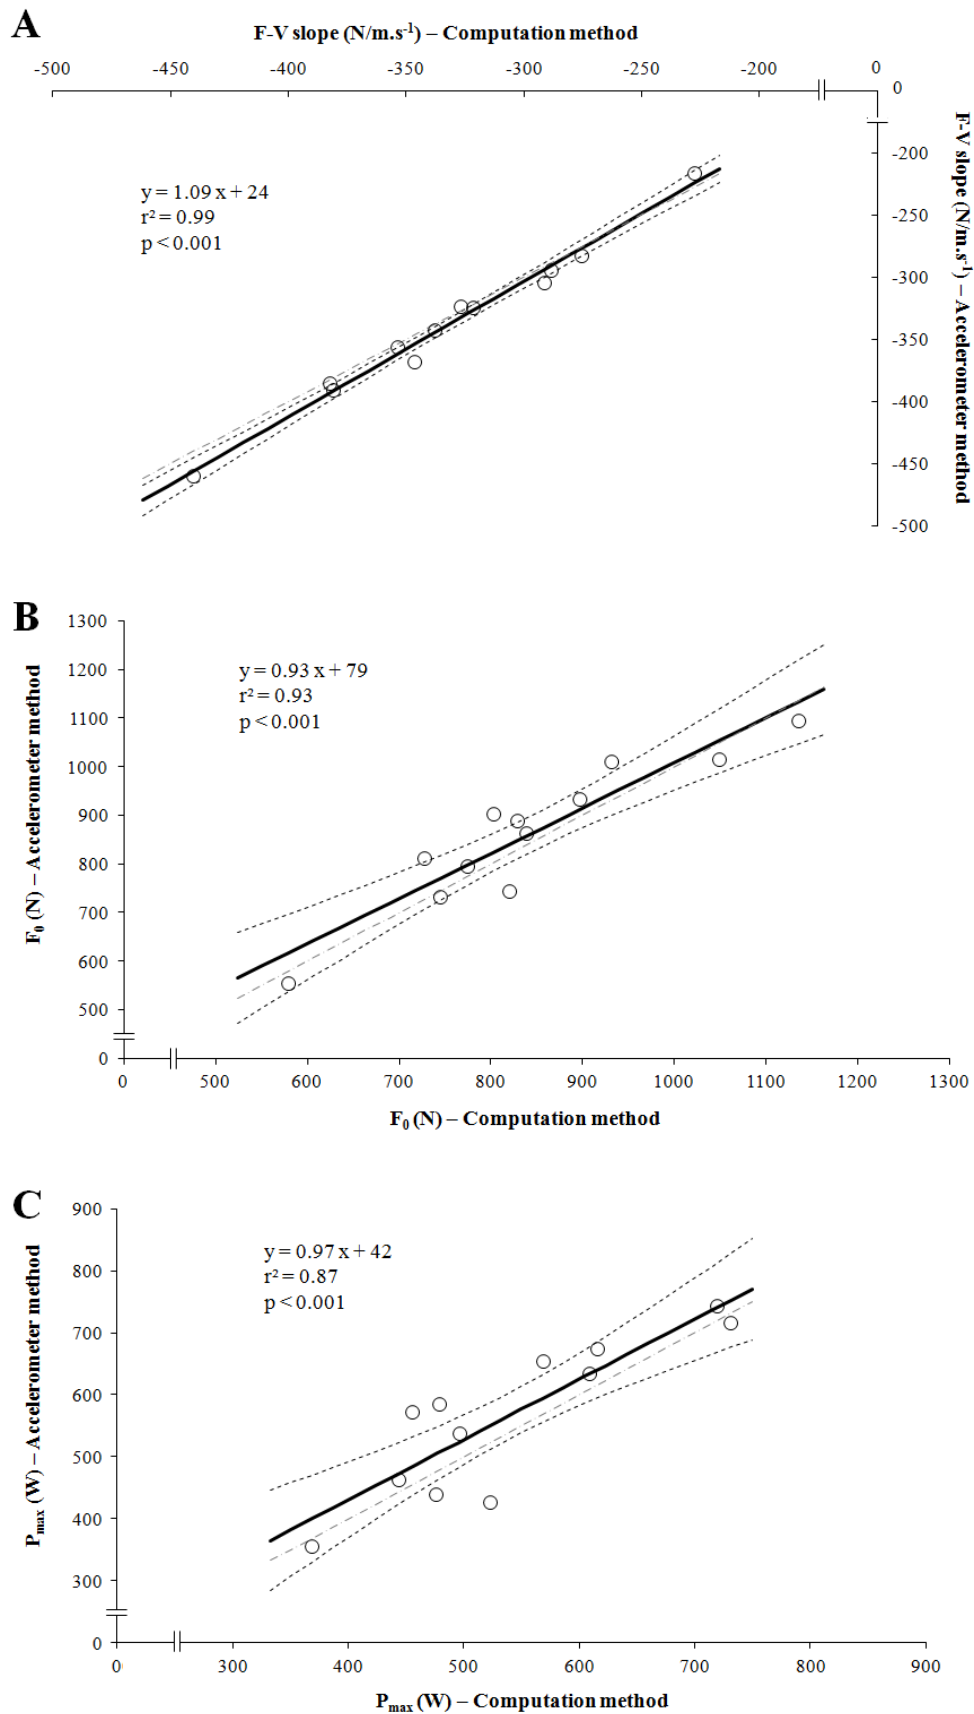 A
F-V slope (N/m.s⁻¹) – Computation method
-500 -450 -400 -350 -300 -250 -200 0
0
-200
-250
-300
-350
-400
-450
-500
F-V slope (N/m.s⁻¹) – Accelerometer method
y = 1.09 x + 24
r² = 0.99
p < 0.001
B
F₀ (N) – Accelerometer method
1300
1200
1100
1000
900
800
700
600
500
0
y = 0.93 x + 79
r² = 0.93
p < 0.001
0 500 600 700 800 900 1000 1100 1200 1300
F₀ (N) – Computation method
C
Pmax (W) – Accelerometer method
900
800
700
600
500
400
300
0
y = 0.97 x + 42
r² = 0.87
p < 0.001
0 300 400 500 600 700 800 900
Pmax (W) – Computation method